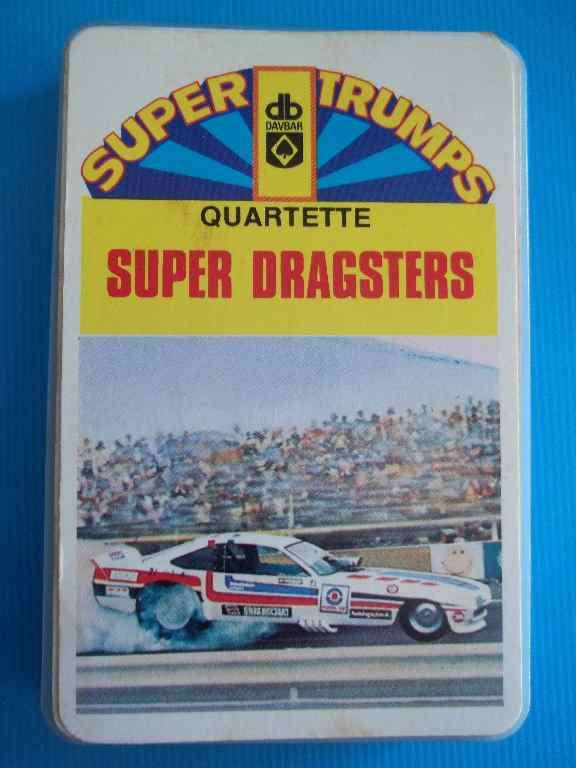 SUPER TRUMPS
db
DAVBAR
QUARTETTE
SUPER DRAGSTERS